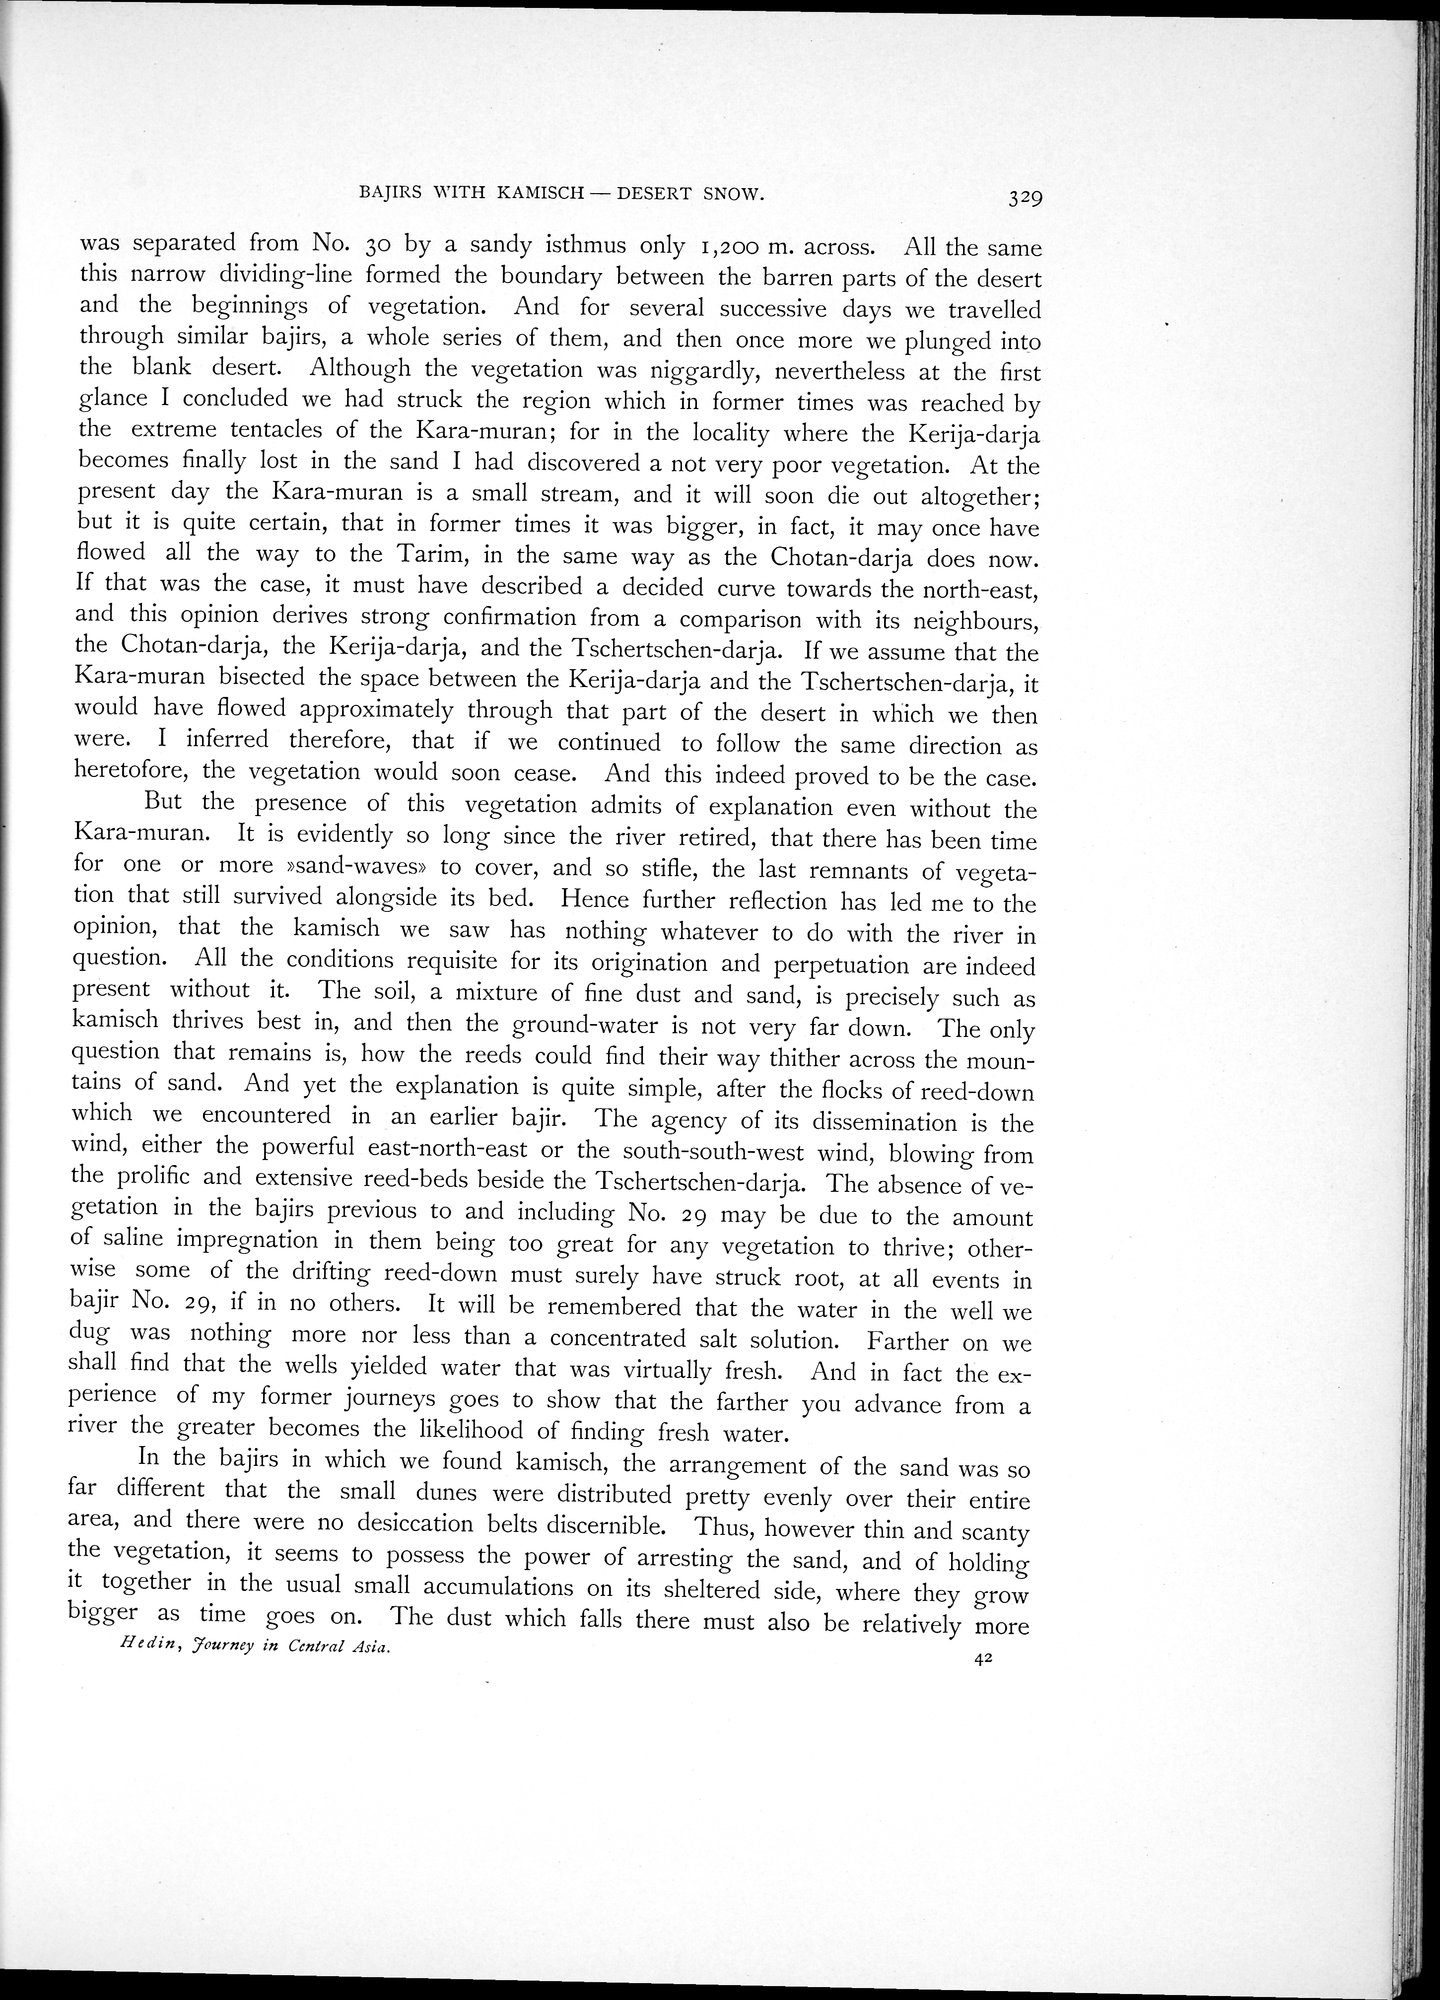 BAJIRS WITH KAMISCH — DESERT SNOW.
329
was separated from No. 30 by a sandy isthmus only 1,200 m. across. All the same
this narrow dividing-line formed the boundary between the barren parts of the desert
and the beginnings of vegetation. And for several successive days we travelled
through similar bajirs, a whole series of them, and then once more we plunged into
the blank desert. Although the vegetation was niggardly, nevertheless at the first
glance I concluded we had struck the region which in former times was reached by
the extreme tentacles of the Kara-muran; for in the locality where the Kerija-darja
becomes finally lost in the sand I had discovered a not very poor vegetation. At the
present day the Kara-muran is a small stream, and it will soon die out altogether;
but it is quite certain, that in former times it was bigger, in fact, it may once have
flowed all the way to the Tarim, in the same way as the Chotan-darja does now.
If that was the case, it must have described a decided curve towards the north-east,
and this opinion derives strong confirmation from a comparison with its neighbours,
the Chotan-darja, the Kerija-darja, and the Tschertschen-darja. If we assume that the
Kara-muran bisected the space between the Kerija-darja and the Tschertschen-darja, it
would have flowed approximately through that part of the desert in which we then
were. I inferred therefore, that if we continued to follow the same direction as
heretofore, the vegetation would soon cease. And this indeed proved to be the case.
But the presence of this vegetation admits of explanation even without the
Kara-muran. It is evidently so long since the river retired, that there has been time
for one or more »sand-waves» to cover, and so stifle, the last remnants of vegeta-
tion that still survived alongside its bed. Hence further reflection has led me to the
opinion, that the kamisch we saw has nothing whatever to do with the river in
question. All the conditions requisite for its origination and perpetuation are indeed
present without it. The soil, a mixture of fine dust and sand, is precisely such as
kamisch thrives best in, and then the ground-water is not very far down. The only
question that remains is, how the reeds could find their way thither across the moun-
tains of sand. And yet the explanation is quite simple, after the flocks of reed-down
which we encountered in an earlier bajir. The agency of its dissemination is the
wind, either the powerful east-north-east or the south-south-west wind, blowing from
the prolific and extensive reed-beds beside the Tschertschen-darja. The absence of ve-
getation in the bajirs previous to and including No. 29 may be due to the amount
of saline impregnation in them being too great for any vegetation to thrive; other-
wise some of the drifting reed-down must surely have struck root, at all events in
bajir No. 29, if in no others. It will be remembered that the water in the well we
dug was nothing more nor less than a concentrated salt solution. Farther on we
shall find that the wells yielded water that was virtually fresh. And in fact the ex-
perience of my former journeys goes to show that the farther you advance from a
river the greater becomes the likelihood of finding fresh water.
In the bajirs in which we found kamisch, the arrangement of the sand was so
far different that the small dunes were distributed pretty evenly over their entire
area, and there were no desiccation belts discernible. Thus, however thin and scanty
the vegetation, it seems to possess the power of arresting the sand, and of holding
it together in the usual small accumulations on its sheltered side, where they grow
bigger as time goes on. The dust which falls there must also be relatively more
Hedin, Journey in Central Asia.
42